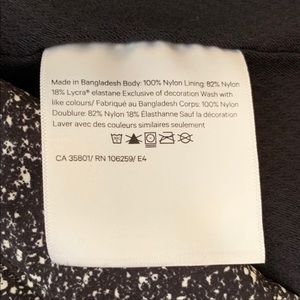 Made in Bangladesh Body: 100% Nylon Lining: 82% Nylon
18% Lycra® elastane Exclusive of decoration Wash with
like colours/ Fabriqué au Bangladesh Corps: 100% Nylon
Doublure: 82% Nylon 18% Élasthanne Sauf la décoration
Laver avec des couleurs similaires seulement
CA 35801/ RN 106259/ E4